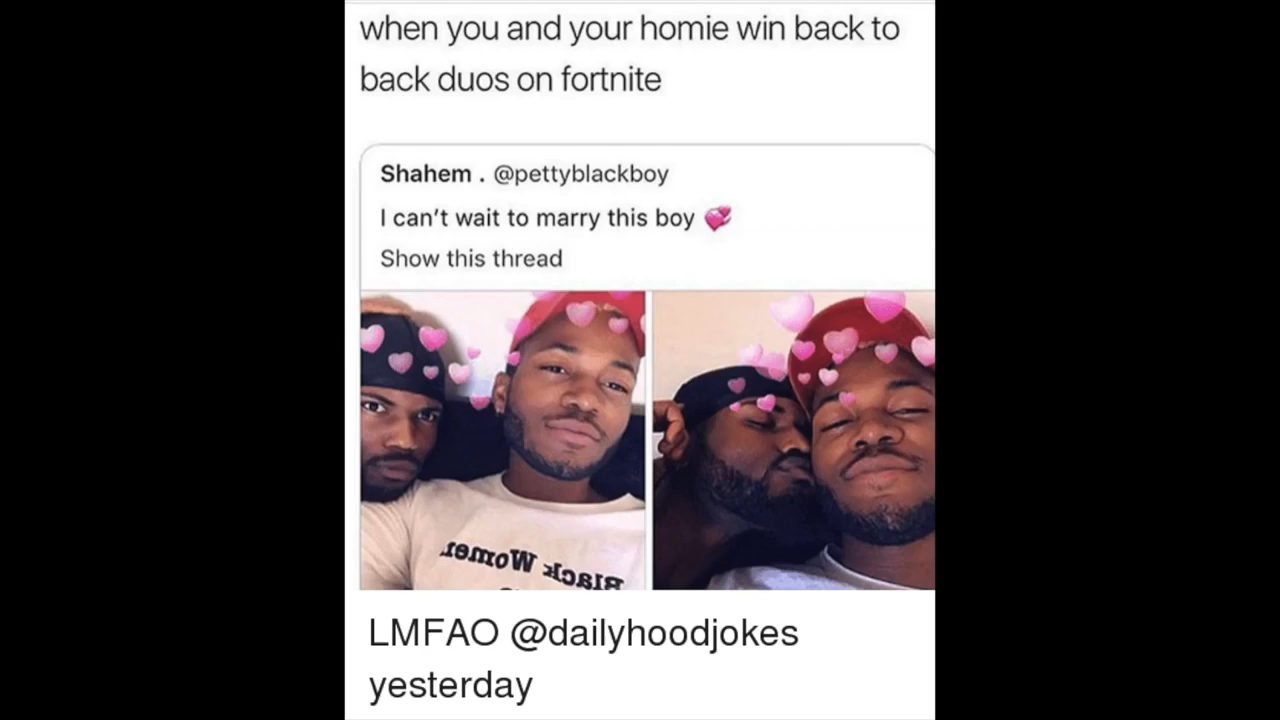 when you and your homie win back to
back duos on fortnite
Shahem . @pettyblackboy
I can't wait to marry this boy 💞
Show this thread
Black Women
LMFAO @dailyhoodjokes
yesterday